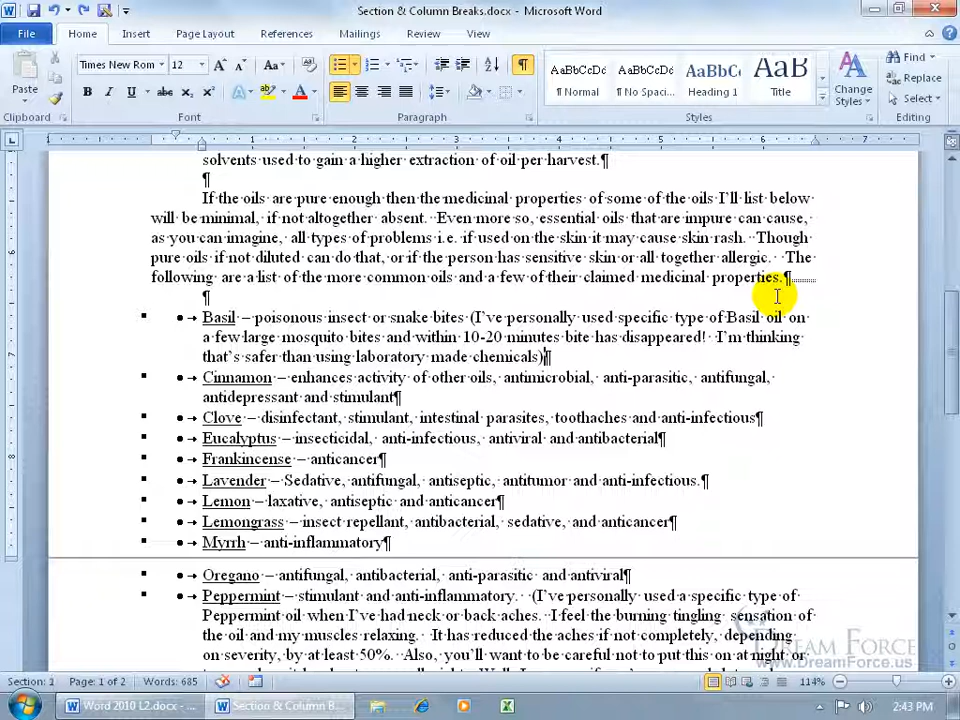 Section & Column Breaks.docx - Microsoft Word
File Home Insert Page Layout References Mailings Review View
Paste
Times New Rom 12 Aa
B I U abc x₂ x² A A
AaBbCcDc AaBbCcDc AaBbCc AaB
¶ Normal ¶ No Spaci... Heading 1 Title
Change Styles
Find
Replace
Select
Clipboard Font Paragraph Styles Editing
1 2 3 4 5 6 7
solvents·used·to·gain·a·higher·extraction·of·oil·per·harvest.¶
¶
If·the·oils·are·pure·enough·then·the·medicinal·properties·of·some·of·the·oils·I'll·list·below·
will·be·minimal,·if·not·altogether·absent.··Even·more·so,·essential·oils·that·are·impure·can·cause,·
as·you·can·imagine,·all·types·of·problems·i.e.·if·used·on·the·skin·it·may·cause·skin·rash.··Though·
pure·oils·if·not·diluted·can·do·that,·or·if·the·person·has·sensitive·skin·or·all·together·allergic.··The·
following·are·a·list·of·the·more·common·oils·and·a·few·of·their·claimed·medicinal·properties.¶
¶
•→Basil·–·poisonous·insect·or·snake·bites·(I've·personally·used·specific·type·of·Basil·oil·on·
a·few·large·mosquito·bites·and·within·10-20·minutes·bite·has·disappeared!··I'm·thinking·
that's·safer·than·using·laboratory·made·chemicals)¶
•→Cinnamon·–·enhances·activity·of·other·oils,·antimicrobial,·anti-parasitic,·antifungal,·
antidepressant·and·stimulant¶
•→Clove·–·disinfectant,·stimulant,·intestinal·parasites,·toothaches·and·anti-infectious¶
•→Eucalyptus·–·insecticidal,·anti-infectious,·antiviral·and·antibacterial¶
•→Frankincense·–·anticancer¶
•→Lavender·–·Sedative,·antifungal,·antiseptic,·antitumor·and·anti-infectious.¶
•→Lemon·–·laxative,·antiseptic·and·anticancer¶
•→Lemongrass·–·insect·repellant,·antibacterial,·sedative,·and·anticancer¶
•→Myrrh·–·anti-inflammatory¶
•→Oregano·–·antifungal,·antibacterial,·anti-parasitic·and·antiviral¶
•→Peppermint·–·stimulant·and·anti-inflammatory.··(I've·personally·used·a·specific·type·of·
Peppermint·oil·when·I've·had·neck·or·back·aches.··I·feel·the·burning·tingling·sensation·of·
the·oil·and·my·muscles·relaxing.··It·has·reduced·the·aches·if·not·completely,·depending·
on·severity,·by·at·least·50%.··Also,·you'll·want·to·be·careful·not·to·put·this·on·at·night·or·
DREAM FORCE
www.DreamForce.us
Section: 1 Page: 1 of 2 Words: 685 114%
Word 2010 L2.docx -... Section & Column B... 2:43 PM